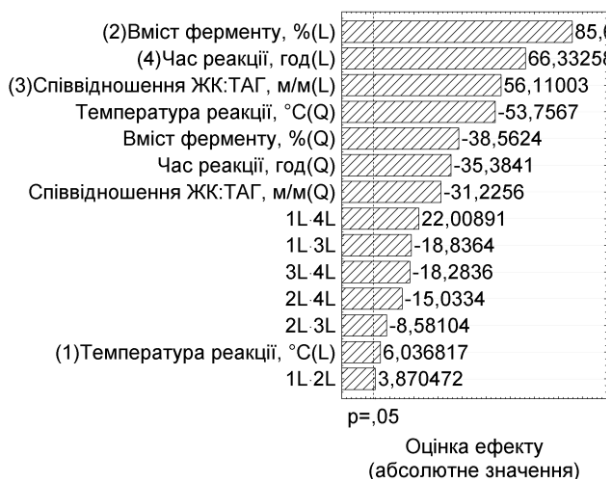 (2)Вміст ферменту, %(L) 85,6
(4)Час реакції, год(L) 66,33258
(3)Співвідношення ЖК:ТАГ, м/м(L) 56,11003
Температура реакції, °C(Q) -53,7567
Вміст ферменту, %(Q) -38,5624
Час реакції, год(Q) -35,3841
Співвідношення ЖК:ТАГ, м/м(Q) -31,2256
1L·4L 22,00891
1L·3L -18,8364
3L·4L -18,2836
2L·4L -15,0334
2L·3L -8,58104
(1)Температура реакції, °C(L) 6,036817
1L·2L 3,870472
p=,05
Оцінка ефекту
(абсолютне значення)